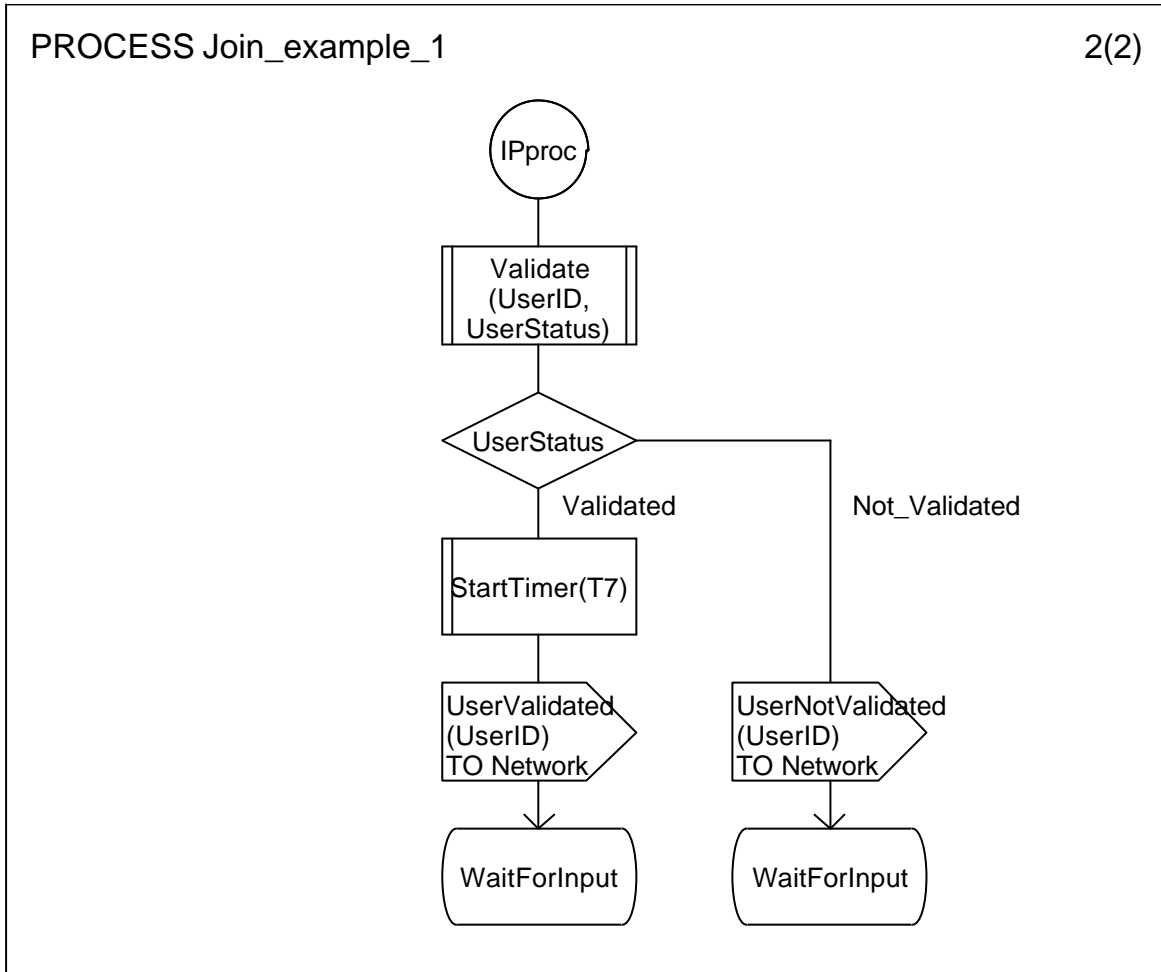 PROCESS Join_example_1
2(2)
IPproc
Validate
(UserID,
UserStatus)
UserStatus
Validated
Not_Validated
StartTimer(T7)
UserValidated
(UserID)
TO Network
UserNotValidated
(UserID)
TO Network
WaitForInput
WaitForInput